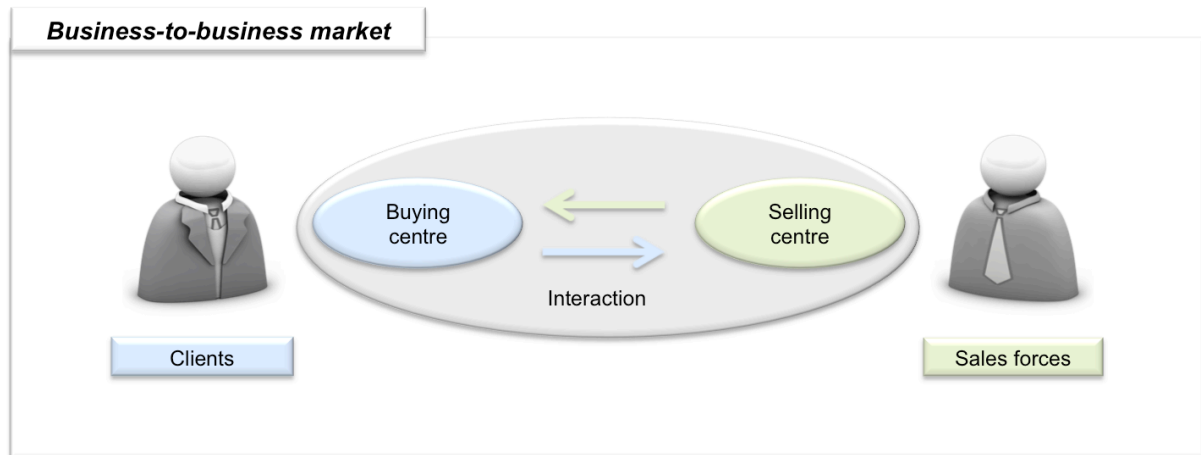 Business-to-business market
Buying
centre
Selling
centre
Interaction
Clients
Sales forces